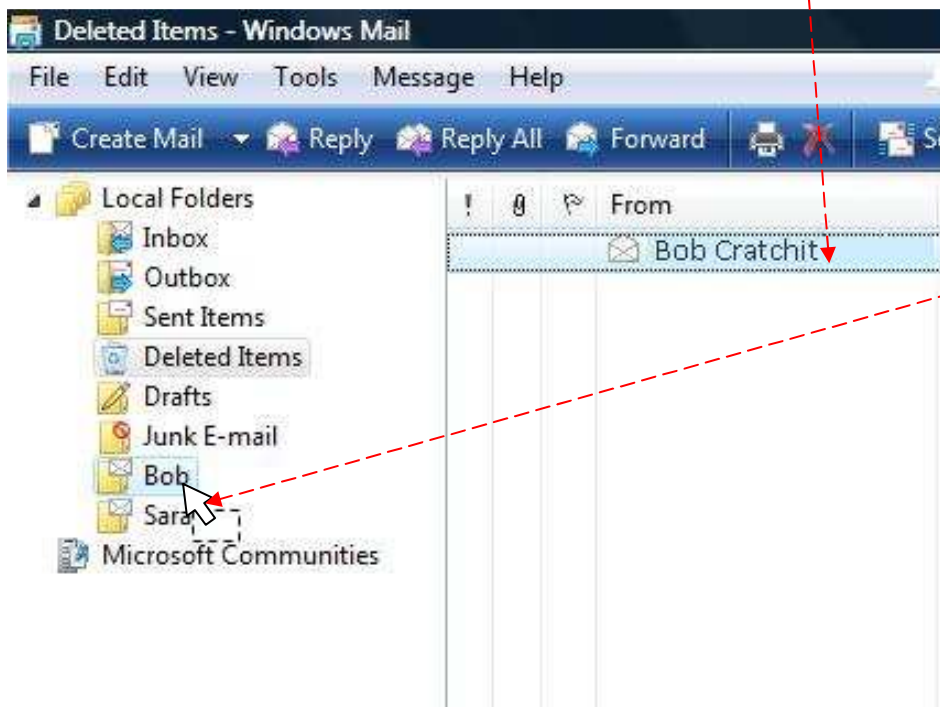 Deleted Items - Windows Mail
File Edit View Tools Message Help
Create Mail Reply Reply All Forward
Local Folders
Inbox
Outbox
Sent Items
Deleted Items
Drafts
Junk E-mail
Bob
Sara
Microsoft Communities
! From
Bob Cratchit